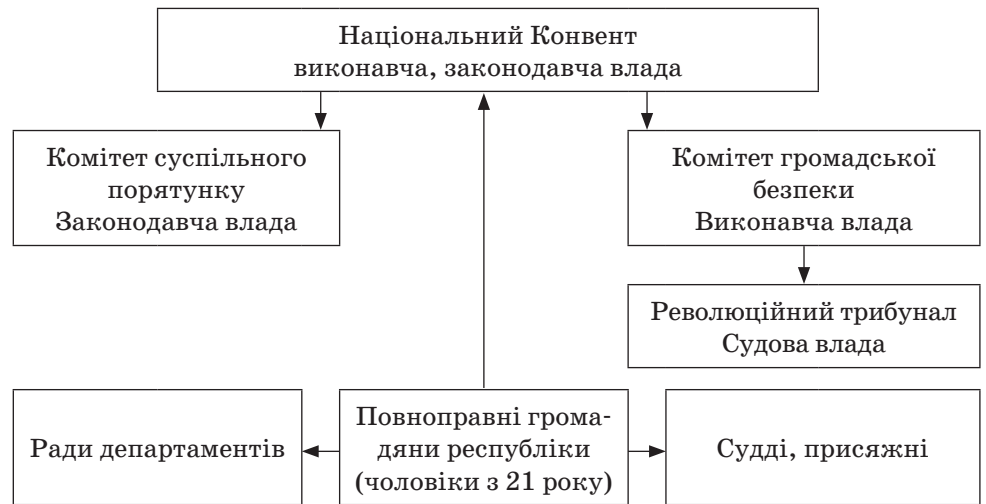 Національний Конвент
виконавча, законодавча влада
Комітет суспільного
порятунку
Законодавча влада
Комітет громадської
безпеки
Виконавча влада
Революційний трибунал
Судова влада
Ради департаментів
Повноправні грома-
дяни республіки
(чоловіки з 21 року)
Судді, присяжні